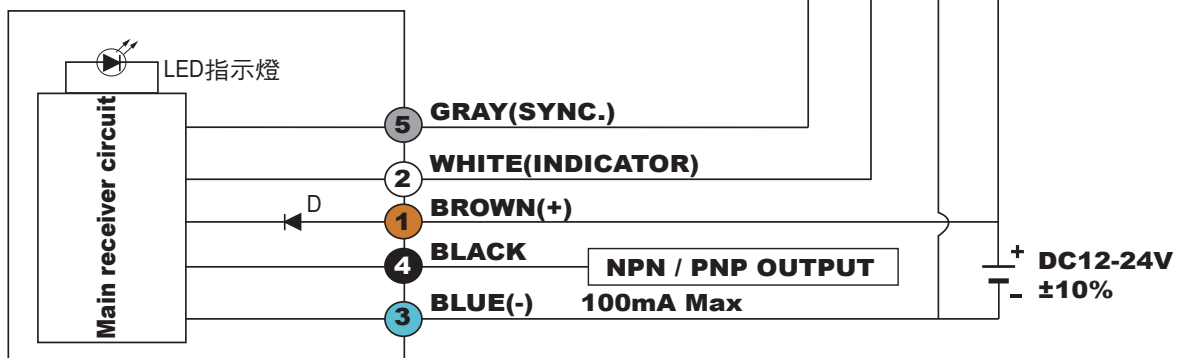 LED指示燈
Main receiver circuit
5 GRAY(SYNC.)
2 WHITE(INDICATOR)
D
1 BROWN(+)
4 BLACK
NPN / PNP OUTPUT
3 BLUE(-) 100mA Max
+
-
DC12-24V
±10%